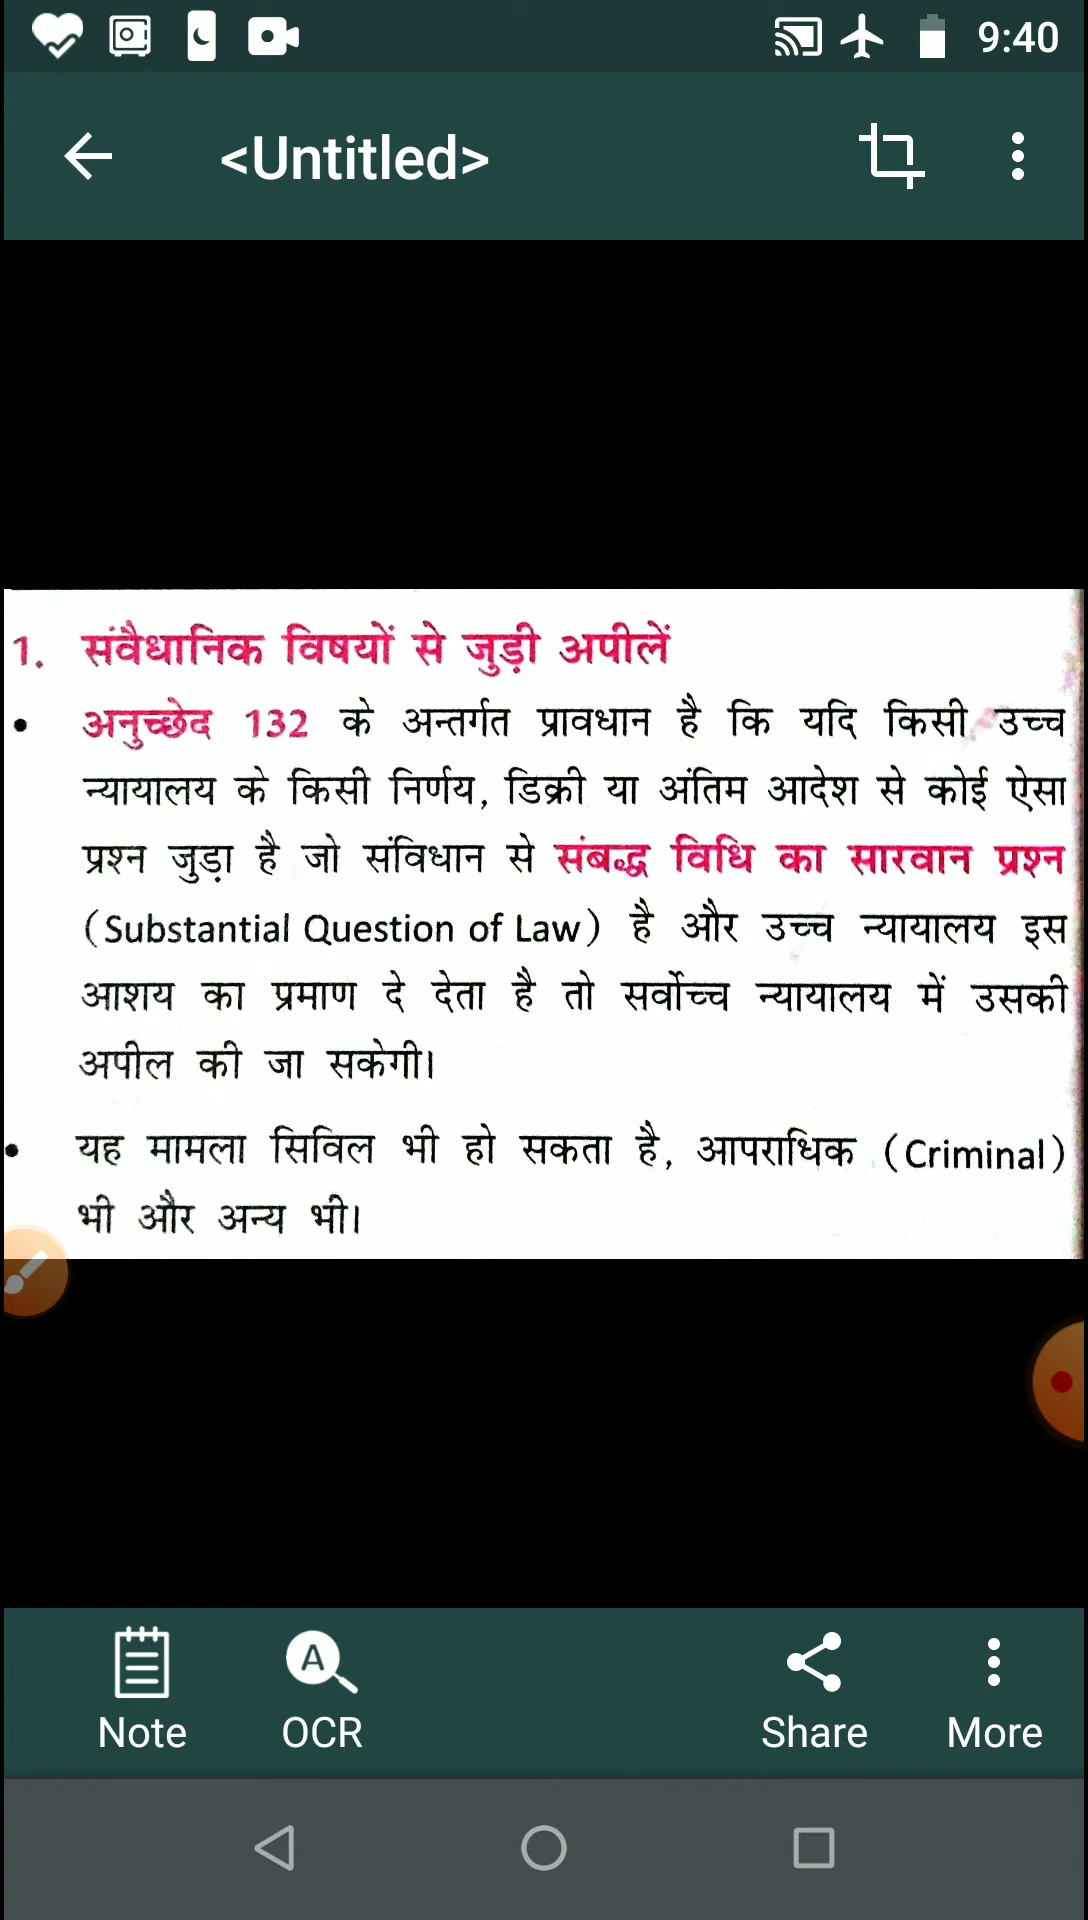 9:40
<Untitled>
1. संवैधानिक विषयों से जुड़ी अपीलें
• अनुच्छेद 132 के अन्तर्गत प्रावधान है कि यदि किसी उच्च
न्यायालय के किसी निर्णय, डिक्री या अंतिम आदेश से कोई ऐसा
प्रश्न जुड़ा है जो संविधान से संबद्ध विधि का सारवान प्रश्न
(Substantial Question of Law) है और उच्च न्यायालय इस
आशय का प्रमाण दे देता है तो सर्वोच्च न्यायालय में उसकी
अपील की जा सकेगी।
• यह मामला सिविल भी हो सकता है, आपराधिक (Criminal)
भी और अन्य भी।
A
Note OCR Share More